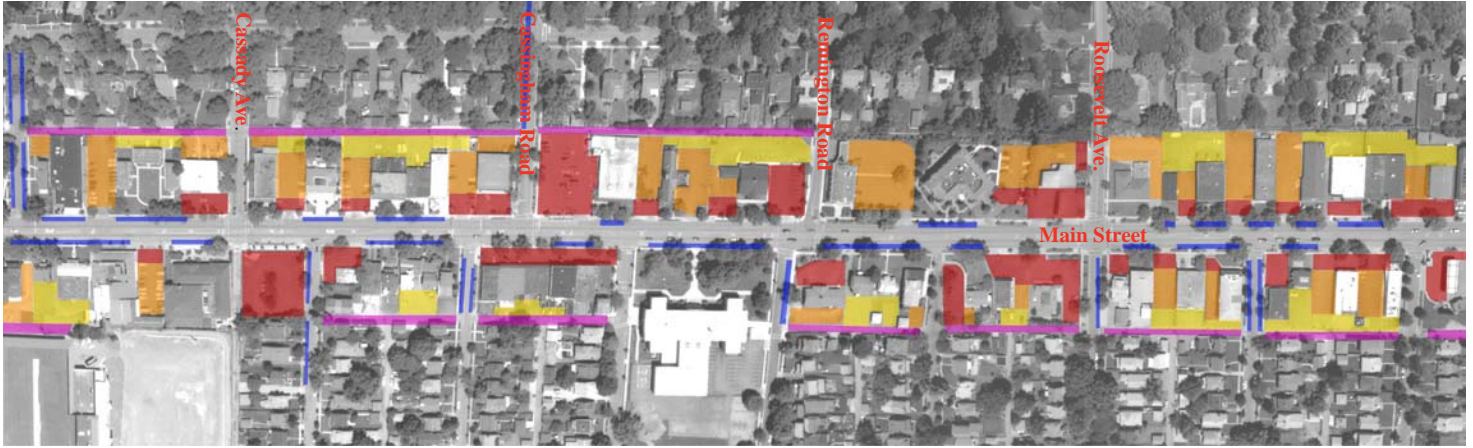 Cassady Ave.
Cassingham Road
Remington Road
Roosevelt Ave.
Main Street